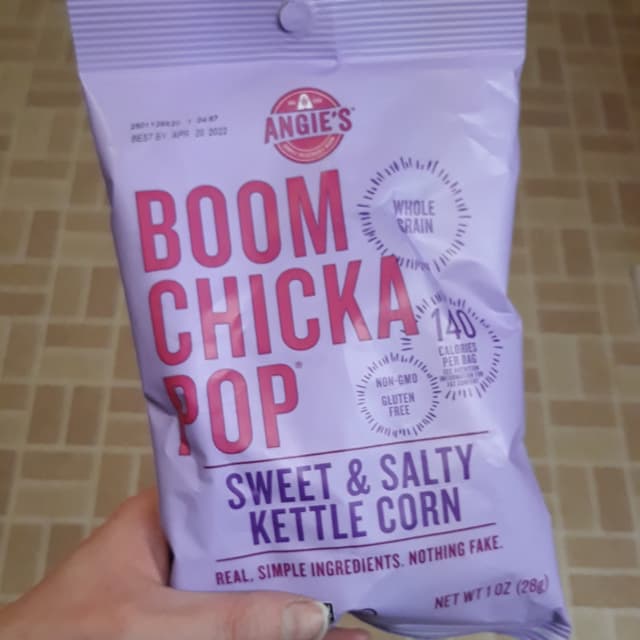 BEST BY APR 20 2022
ANGIE'S®
BOOM
CHICKA
POP®
WHOLE
GRAIN
140
CALORIES
PER BAG
NON-GMO
GLUTEN
FREE
SWEET & SALTY
KETTLE CORN
REAL, SIMPLE INGREDIENTS. NOTHING FAKE.
NET WT 1 OZ (28g)